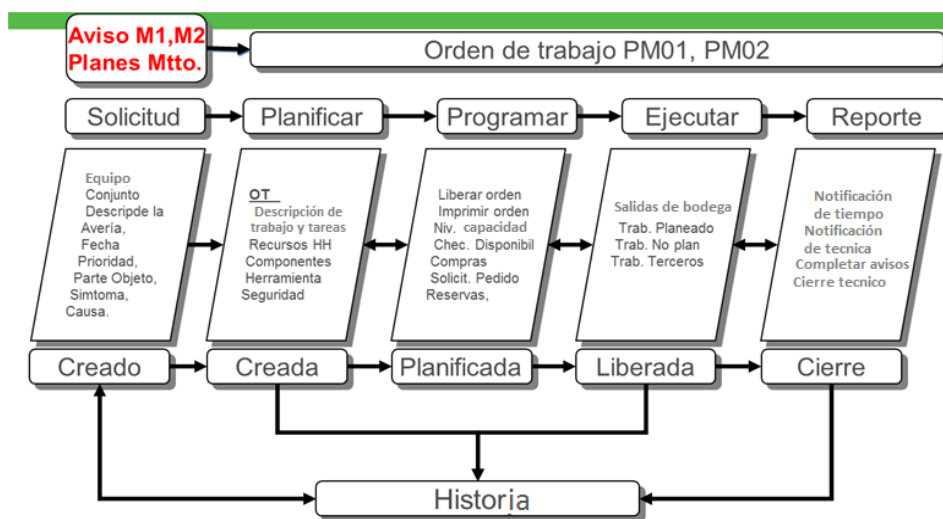 Aviso M1,M2
Planes Mtto.
Orden de trabajo PM01, PM02
Solicitud
Planificar
Programar
Ejecutar
Reporte
Equipo
Conjunto
Descripde la
Avería,
Fecha
Prioridad,
Parte Objeto,
Simtoma,
Causa.
OT
Descripción de
trabajo y tareas
Recursos HH
Componentes
Herramienta
Seguridad
Liberar orden
Imprimir orden
Niv. capacidad
Chec. Disponibil
Compras
Solicit. Pedido
Reservas,
Salidas de bodega
Trab. Planeado
Trab. No plan
Trab. Terceros
Notificación
de tiempo
Notificación
de tecnica
Completar avisos
Cierre tecnico
Creado
Creada
Planificada
Liberada
Cierre
Historia